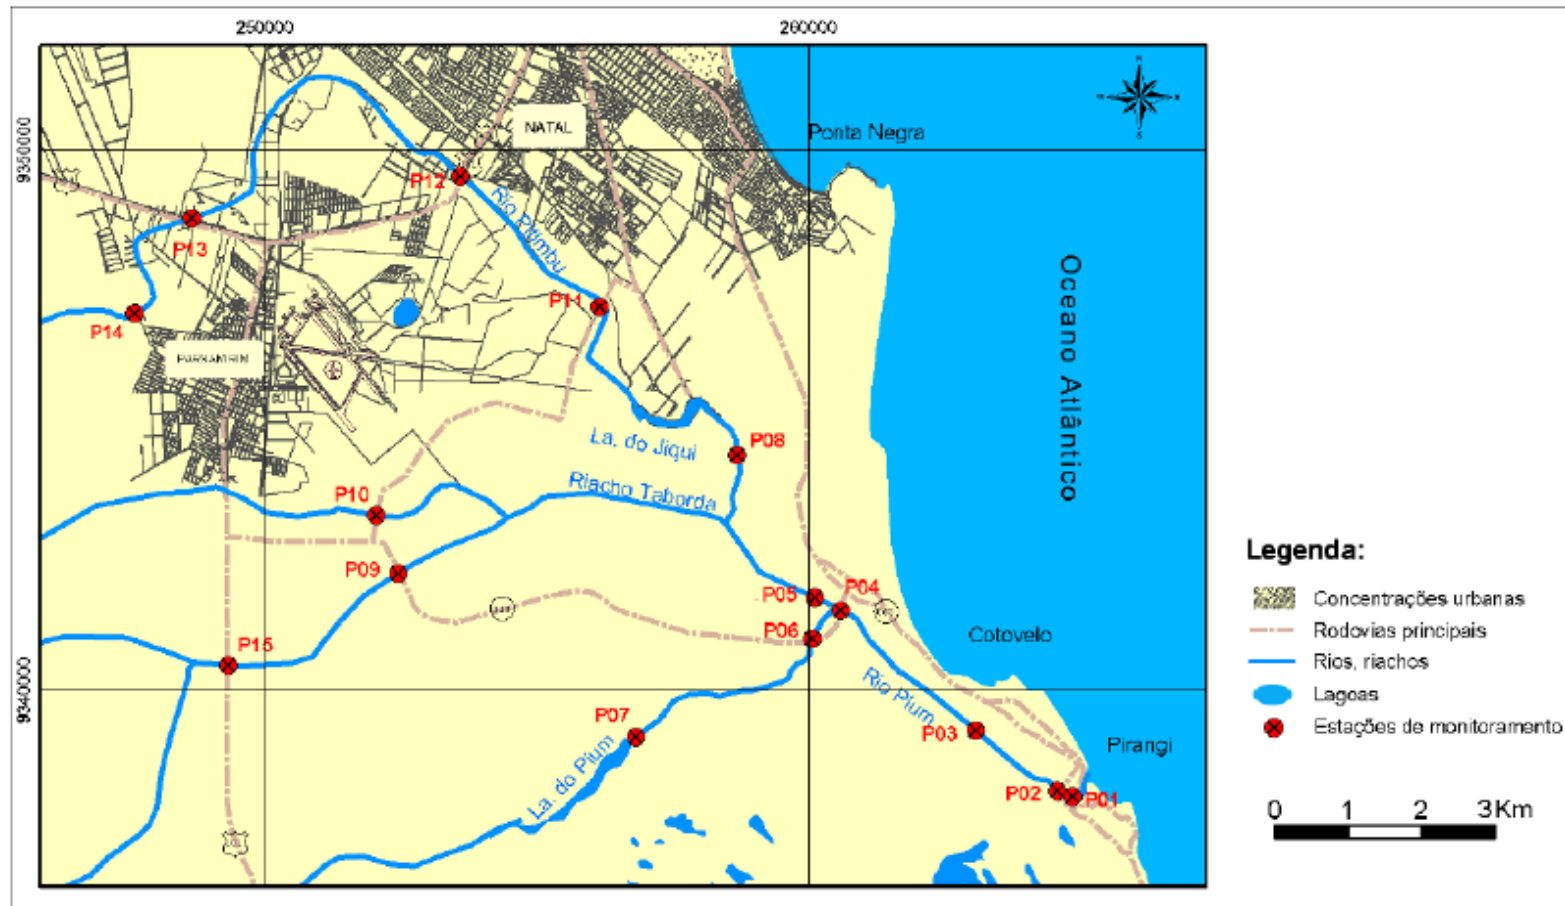 250000
260000
9350000
9340000
NATAL
Ponta Negra
P12
Rio Pitimbu
P13
P11
P14
PARNAMIRIM
Oceano Atlântico
La. do Jiqui
P08
Riacho Taborda
P10
P09
P05
P04
P06
Cotovelo
P15
Rio Pium
P07
P03
Pirangi
La. do Pium
P02
P01
Legenda:
Concentrações urbanas
Rodovias principais
Rios, riachos
Lagoas
Estações de monitoramento
0 1 2 3Km